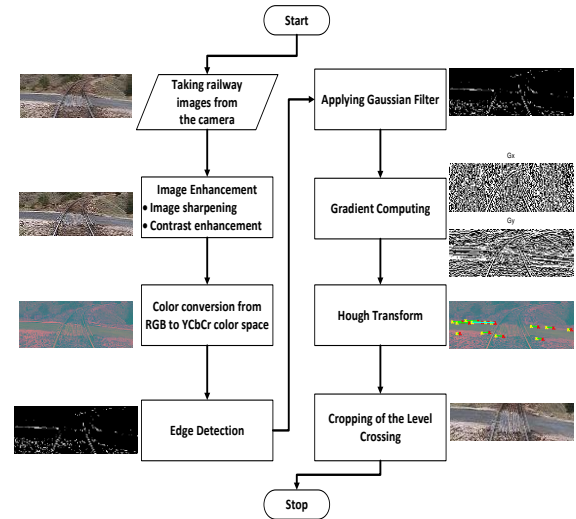 Start
Taking railway
images from
the camera
Image Enhancement
• Image sharpening
• Contrast enhancement
Color conversion from
RGB to YCbCr color space
Edge Detection
Applying Gaussian Filter
Gx
Gradient Computing
Gy
Hough Transform
Cropping of the Level
Crossing
Stop